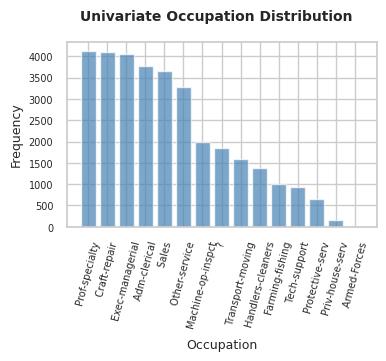 Univariate Occupation Distribution
Frequency
4000
3500
3000
2500
2000
1500
1000
500
0
Prof-specialty
Craft-repair
Exec-managerial
Adm-clerical
Sales
Other-service
Machine-op-inspct
?
Transport-moving
Handlers-cleaners
Farming-fishing
Tech-support
Protective-serv
Priv-house-serv
Armed-Forces
Occupation